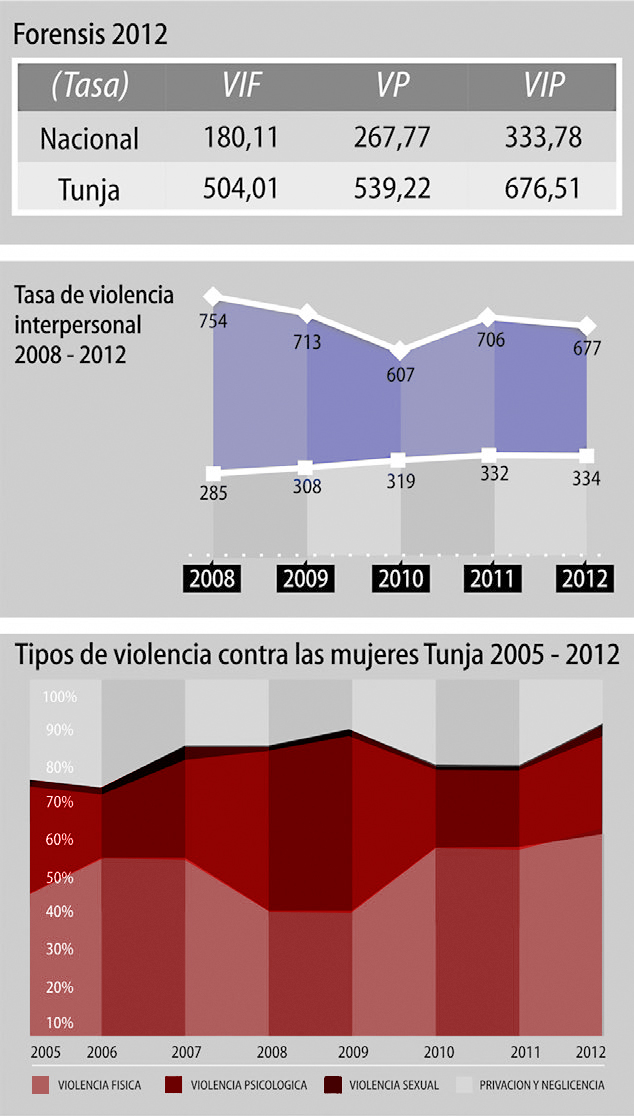 Forensis 2012
(Tasa) VIF VP VIP
Nacional 180,11 267,77 333,78
Tunja 504,01 539,22 676,51
Tasa de violencia
interpersonal
2008 - 2012
754 713 607 706 677
285 308 319 332 334
2008 2009 2010 2011 2012
Tipos de violencia contra las mujeres Tunja 2005 - 2012
100%
90%
80%
70%
60%
50%
40%
30%
20%
10%
2005 2006 2007 2008 2009 2010 2011 2012
VIOLENCIA FISICA VIOLENCIA PSICOLOGICA VIOLENCIA SEXUAL PRIVACION Y NEGLICENCIA